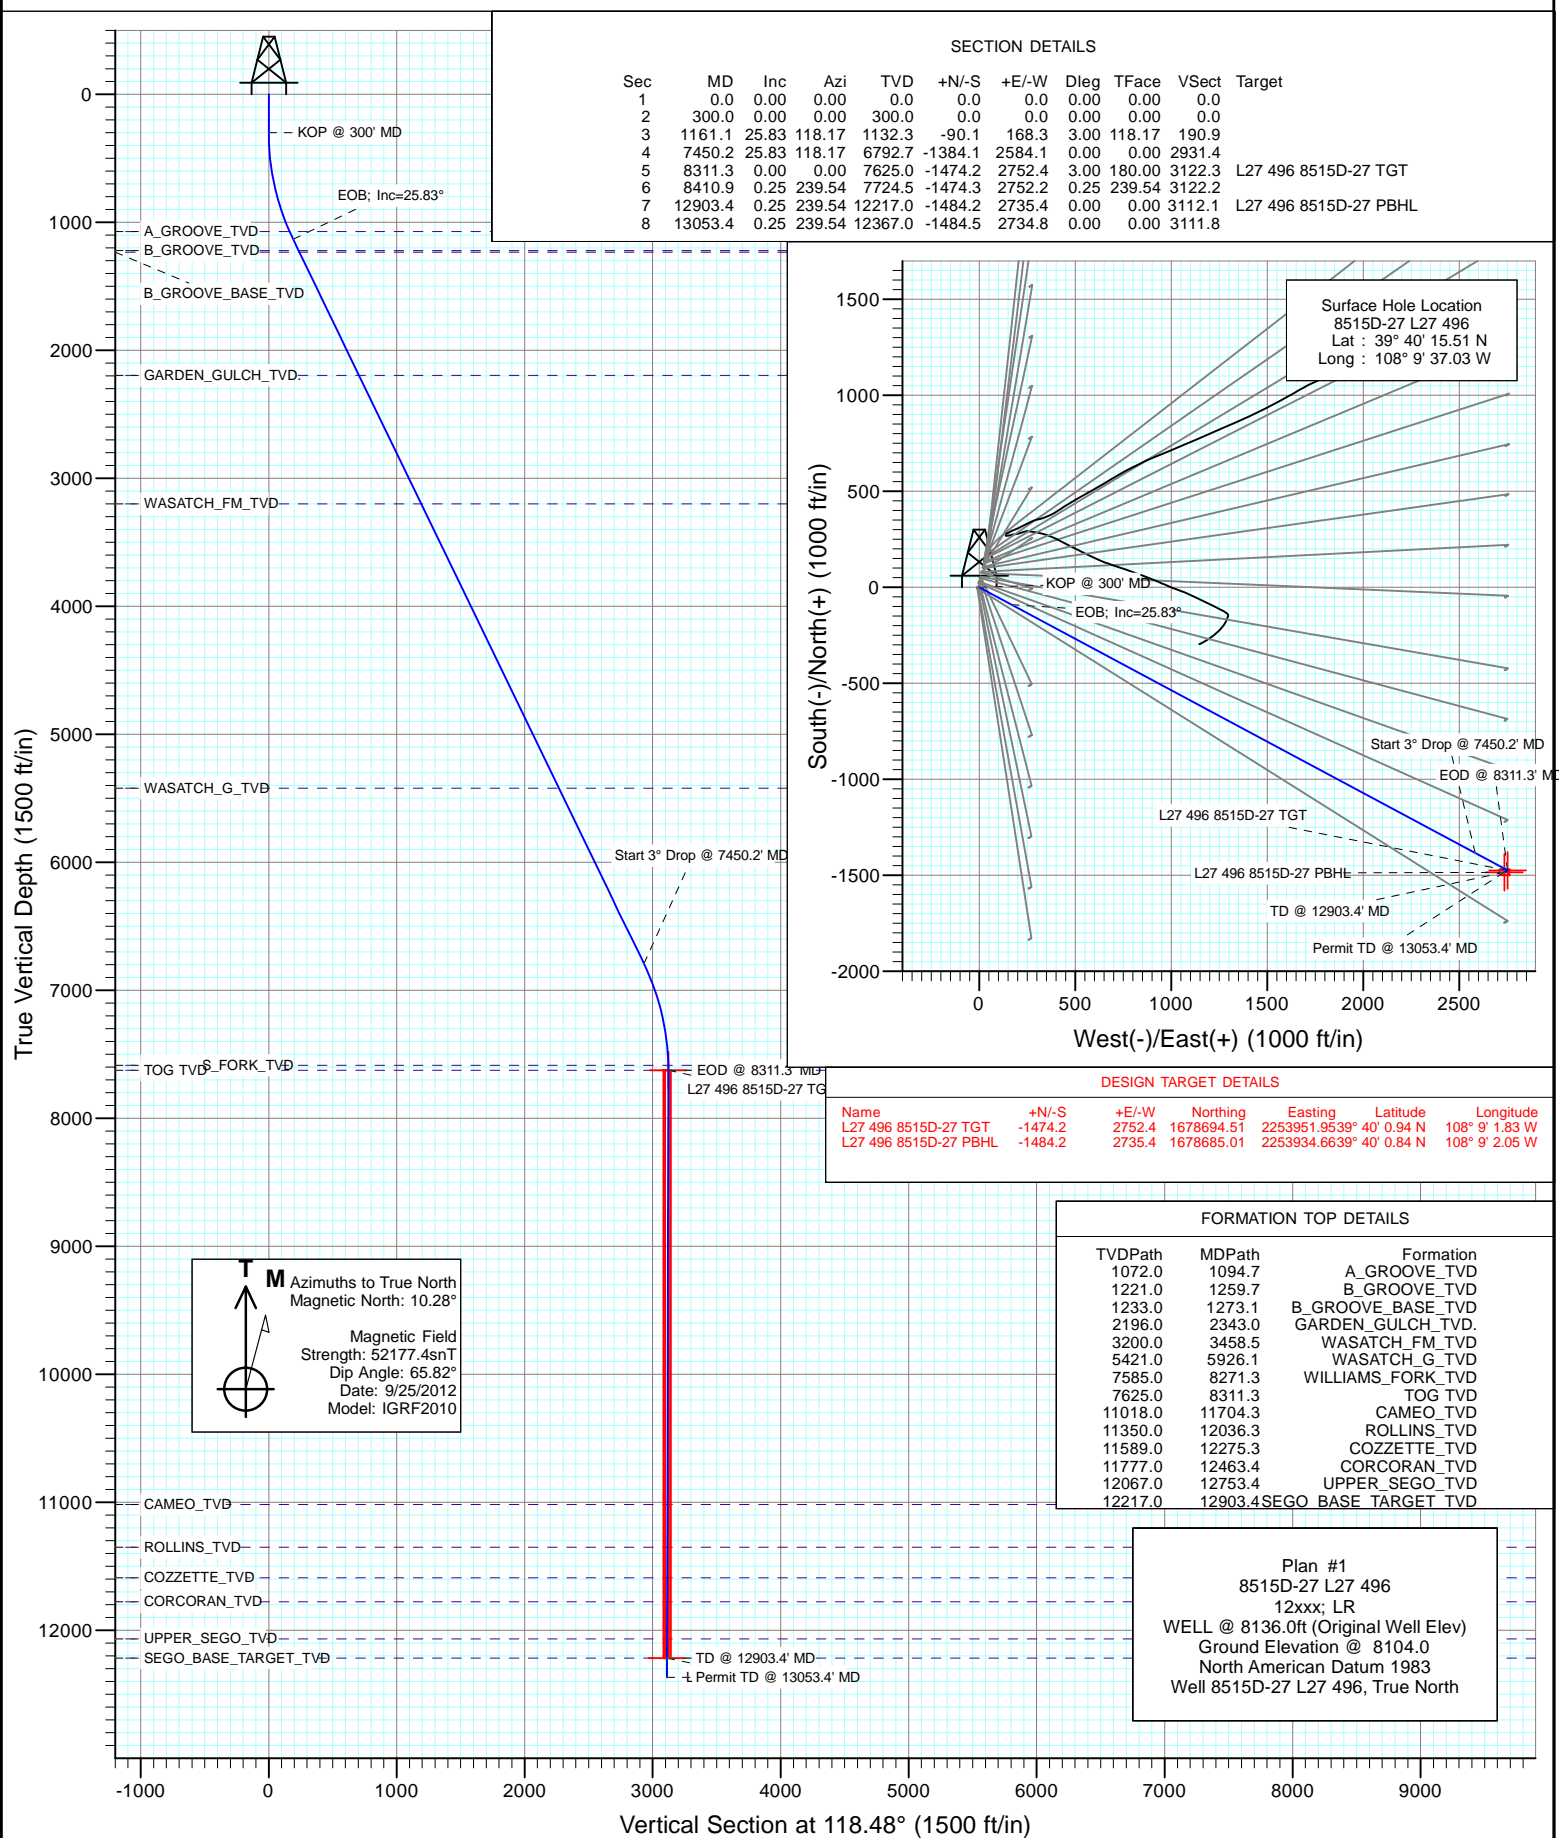 SECTION DETAILS
Sec MD Inc Azi TVD +N/-S +E/-W Dleg TFace VSect Target
1 0.0 0.00 0.00 0.0 0.0 0.0 0.00 0.00 0.0
2 300.0 0.00 0.00 300.0 0.0 0.0 0.00 0.00 0.0
3 1161.1 25.83 118.17 1132.3 -90.1 168.3 3.00 118.17 190.9
4 7450.2 25.83 118.17 6792.7 -1384.1 2584.1 0.00 0.00 2931.4
5 8311.3 0.00 0.00 7625.0 -1474.2 2752.4 3.00 180.00 3122.3 L27 496 8515D-27 TGT
6 8410.9 0.25 239.54 7724.5 -1474.3 2752.2 0.25 239.54 3122.2
7 12903.4 0.25 239.54 12217.0 -1484.2 2735.4 0.00 0.00 3112.1 L27 496 8515D-27 PBHL
8 13053.4 0.25 239.54 12367.0 -1484.5 2734.8 0.00 0.00 3111.8
True Vertical Depth (1500 ft/in)
0
1000
2000
3000
4000
5000
6000
7000
8000
9000
10000
11000
12000
KOP @ 300' MD
EOB; Inc=25.83°
A_GROOVE_TVD
B_GROOVE_TVD
B_GROOVE_BASE_TVD
GARDEN_GULCH_TVD.
WASATCH_FM_TVD
WASATCH_G_TVD
Start 3° Drop @ 7450.2' MD
S_FORK_TVD
TOG TVD
EOD @ 8311.3' MD
L27 496 8515D-27 TG
CAMEO_TVD
ROLLINS_TVD
COZZETTE_TVD
CORCORAN_TVD
UPPER_SEGO_TVD
SEGO_BASE_TARGET_TVD
TD @ 12903.4' MD
L Permit TD @ 13053.4' MD
-1000 0 1000 2000 3000 4000 5000 6000 7000 8000 9000
Vertical Section at 118.48° (1500 ft/in)
South(-)/North(+) (1000 ft/in)
1500
1000
500
0
-500
-1000
-1500
-2000
Surface Hole Location
8515D-27 L27 496
Lat : 39° 40' 15.51 N
Long : 108° 9' 37.03 W
KOP @ 300' MD
EOB; Inc=25.83°
Start 3° Drop @ 7450.2' MD
EOD @ 8311.3' MD
L27 496 8515D-27 TGT
L27 496 8515D-27 PBHL
TD @ 12903.4' MD
Permit TD @ 13053.4' MD
0 500 1000 1500 2000 2500
West(-)/East(+) (1000 ft/in)
DESIGN TARGET DETAILS
Name +N/-S +E/-W Northing Easting Latitude Longitude
L27 496 8515D-27 TGT -1474.2 2752.4 1678694.51 2253951.9539° 40' 0.94 N 108° 9' 1.83 W
L27 496 8515D-27 PBHL -1484.2 2735.4 1678685.01 2253934.6639° 40' 0.84 N 108° 9' 2.05 W
FORMATION TOP DETAILS
TVDPath MDPath Formation
1072.0 1094.7 A_GROOVE_TVD
1221.0 1259.7 B_GROOVE_TVD
1233.0 1273.1 B_GROOVE_BASE_TVD
2196.0 2343.0 GARDEN_GULCH_TVD.
3200.0 3458.5 WASATCH_FM_TVD
5421.0 5926.1 WASATCH_G_TVD
7585.0 8271.3 WILLIAMS_FORK_TVD
7625.0 8311.3 TOG TVD
11018.0 11704.3 CAMEO_TVD
11350.0 12036.3 ROLLINS_TVD
11589.0 12275.3 COZZETTE_TVD
11777.0 12463.4 CORCORAN_TVD
12067.0 12753.4 UPPER_SEGO_TVD
12217.0 12903.4 SEGO_BASE_TARGET_TVD
T M
Azimuths to True North
Magnetic North: 10.28°
Magnetic Field
Strength: 52177.4snT
Dip Angle: 65.82°
Date: 9/25/2012
Model: IGRF2010
Plan #1
8515D-27 L27 496
12xxx; LR
WELL @ 8136.0ft (Original Well Elev)
Ground Elevation @ 8104.0
North American Datum 1983
Well 8515D-27 L27 496, True North